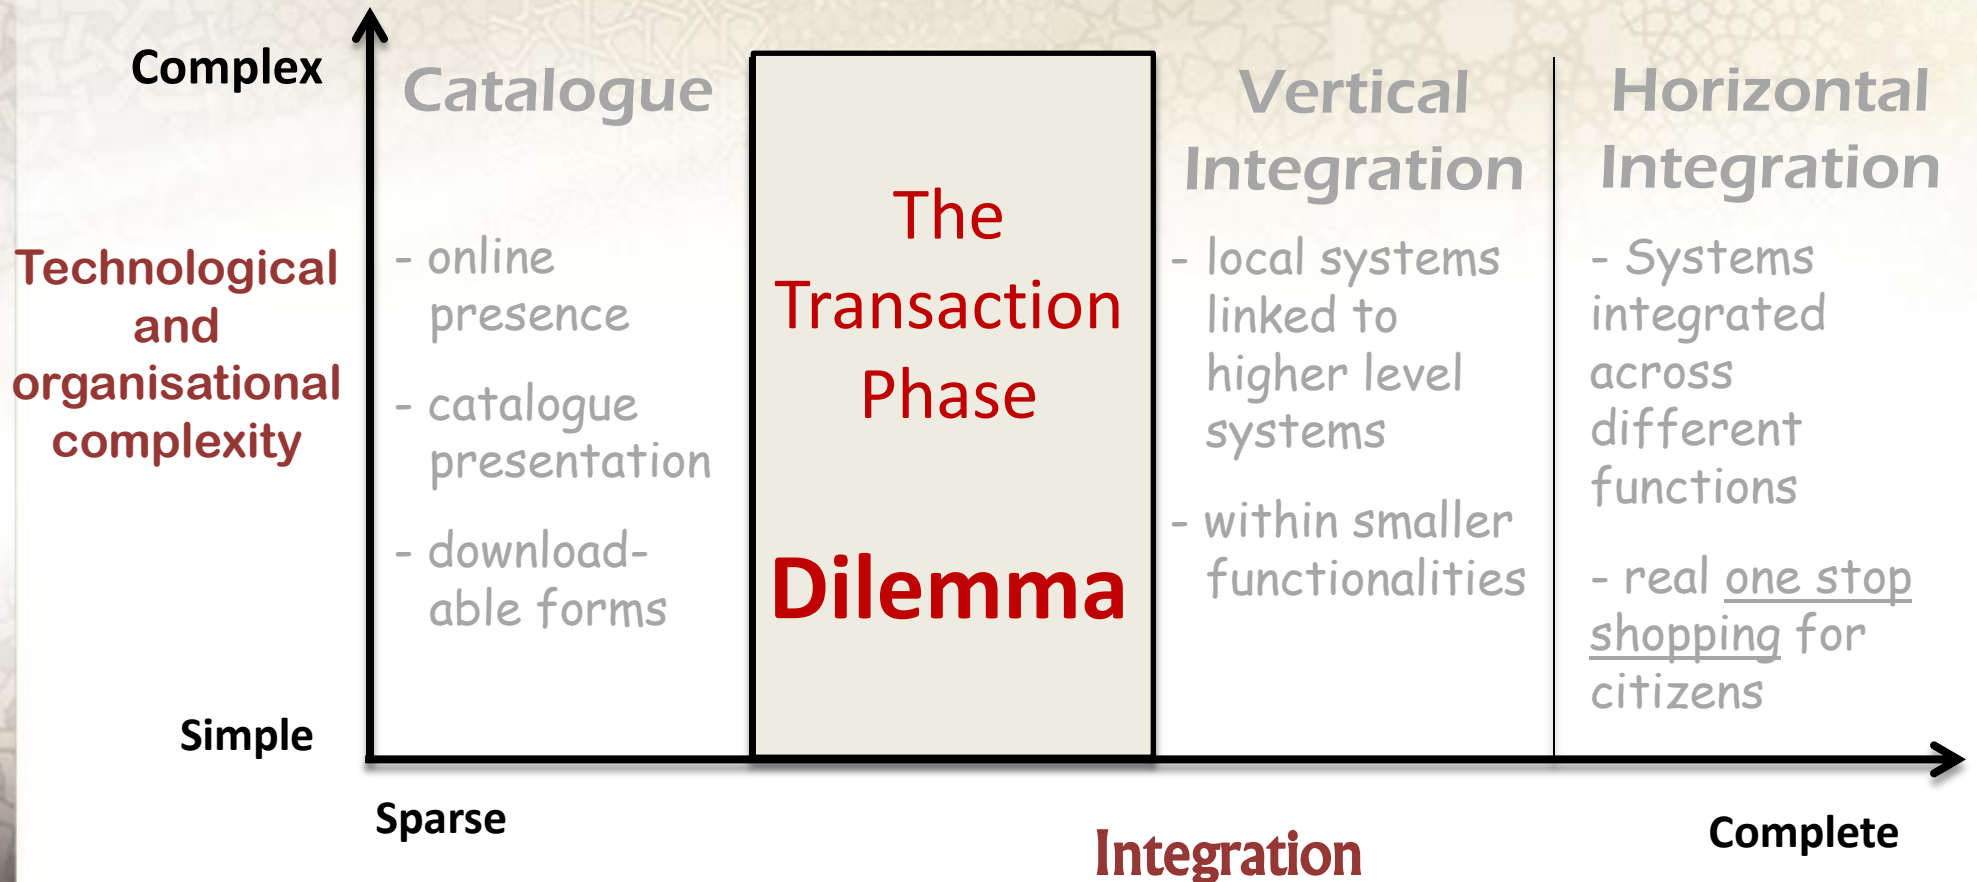 Complex
Technological
and
organisational
complexity
Simple
Catalogue
- online
presence
- catalogue
presentation
- download-
able forms
The
Transaction
Phase
Dilemma
Vertical
Integration
- local systems
linked to
higher level
systems
- within smaller
functionalities
Horizontal
Integration
- Systems
integrated
across
different
functions
- real one stop
shopping for
citizens
Sparse
Integration
Complete